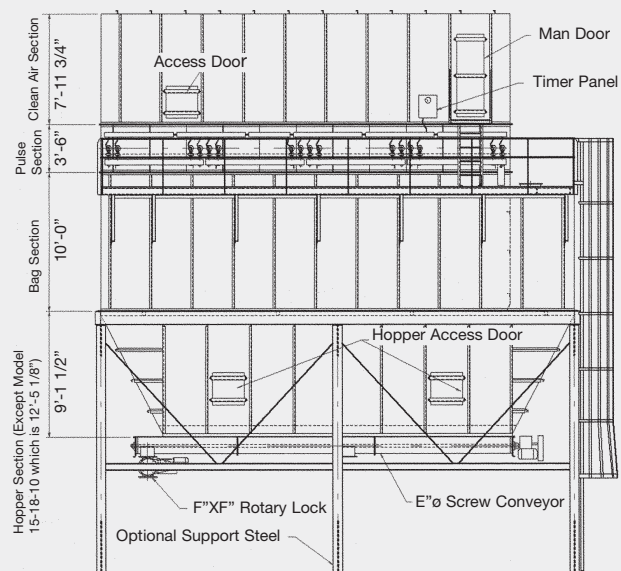 Clean Air Section
7'-11 3/4"
Pulse
Section
3'-6"
Bag Section
10'-0"
Hopper Section (Except Model
15-18-10 which is 12'-5 1/8")
9'-1 1/2"
Access Door
Man Door
Timer Panel
Hopper Access Door
F"XF" Rotary Lock
E"ø Screw Conveyor
Optional Support Steel